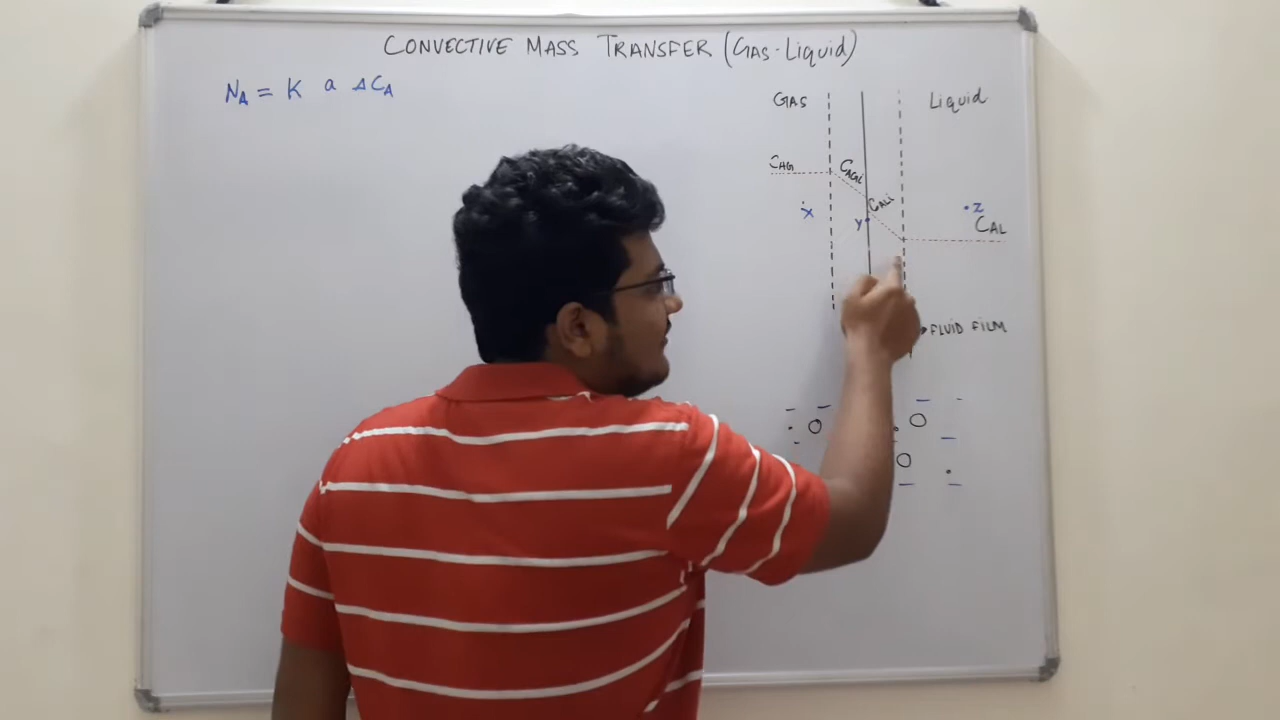 CONVECTIVE MASS TRANSFER (GAS-LIQUID)
NA = K a ΔCA
GAS
Liquid
CAG
CAGi
CALi
X
Y
Z
CAL
FLUID FILM